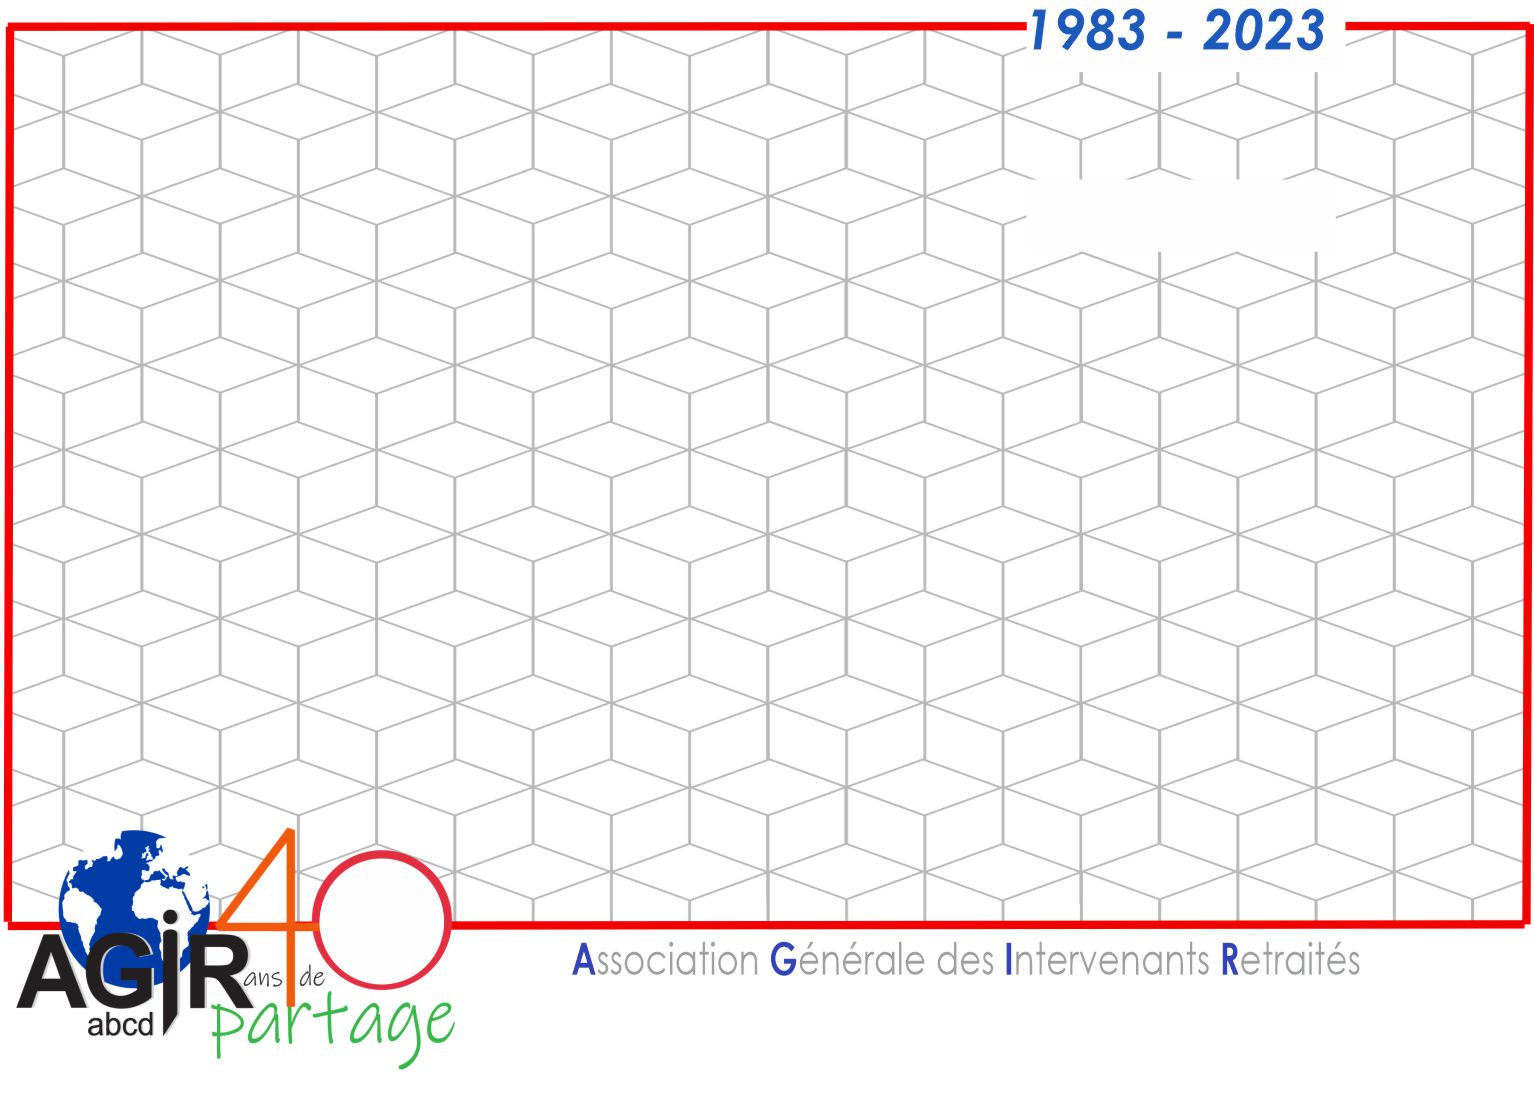 1983 - 2023
AGiR
abcd
40
ans de
partage
Association Générale des Intervenants Retraités